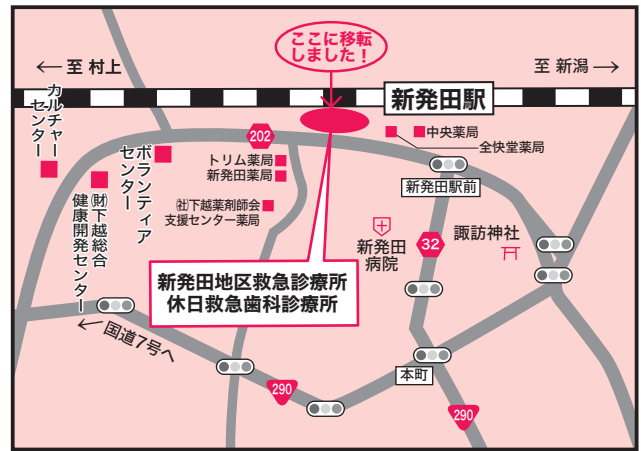 ここに移転
しました！
← 至 村上
至 新潟 →
新発田駅
カルチャー
センター
202
中央薬局
全快堂薬局
ボランティア
センター
トリム薬局
新発田薬局
㈶下越総合
健康開発センター
㈳下越薬剤師会
支援センター薬局
新発田駅前
新発田
病院
32
諏訪神社
新発田地区救急診療所
休日救急歯科診療所
← 国道7号へ
本町
290
290